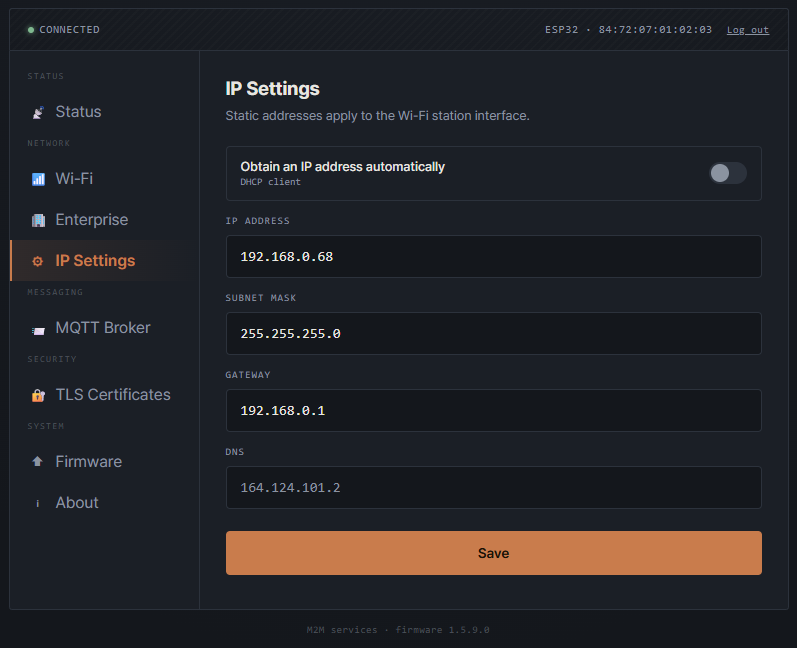 CONNECTED
ESP32 · 84:72:07:01:02:03 Log out
STATUS
Status
NETWORK
Wi-Fi
Enterprise
IP Settings
MESSAGING
MQTT Broker
SECURITY
TLS Certificates
SYSTEM
Firmware
i About
IP Settings
Static addresses apply to the Wi-Fi station interface.
Obtain an IP address automatically
DHCP client
IP ADDRESS
192.168.0.68
SUBNET MASK
255.255.255.0
GATEWAY
192.168.0.1
DNS
164.124.101.2
Save
M2M services · firmware 1.5.9.0